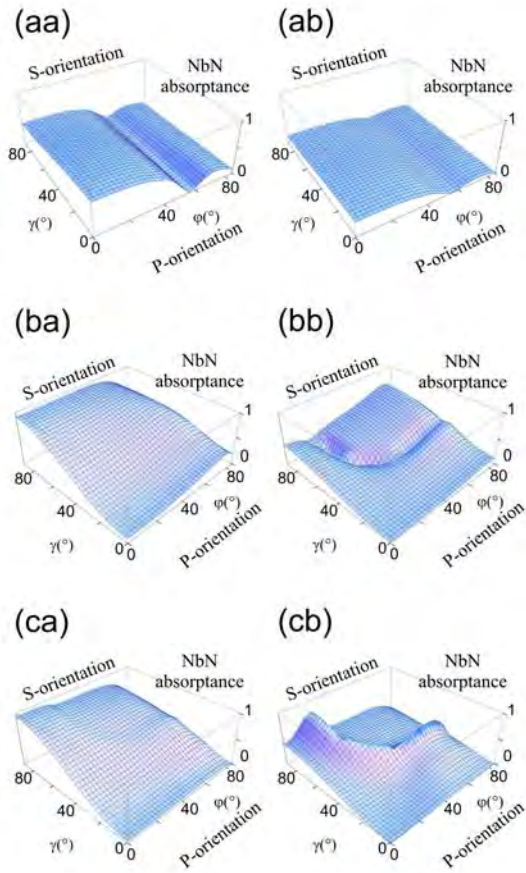 (aa)
(ab)
S-orientation
NbN
absorptance
S-orientation
NbN
absorptance
1
1
80
0
80
0
80
80
40
40
40
40
γ(°)
φ(°)
γ(°)
φ(°)
0
0
P-orientation
0
0
P-orientation
(ba)
(bb)
S-orientation
NbN
absorptance
S-orientation
NbN
absorptance
1
1
80
0
80
0
80
80
40
φ(°)
40
φ(°)
40
40
γ(°)
γ(°)
0
0
P-orientation
0
0
P-orientation
(ca)
(cb)
S-orientation
NbN
absorptance
S-orientation
NbN
absorptance
1
1
80
0
80
0
80
80
40
φ(°)
40
φ(°)
40
40
γ(°)
γ(°)
0
0
P-orientation
0
0
P-orientation